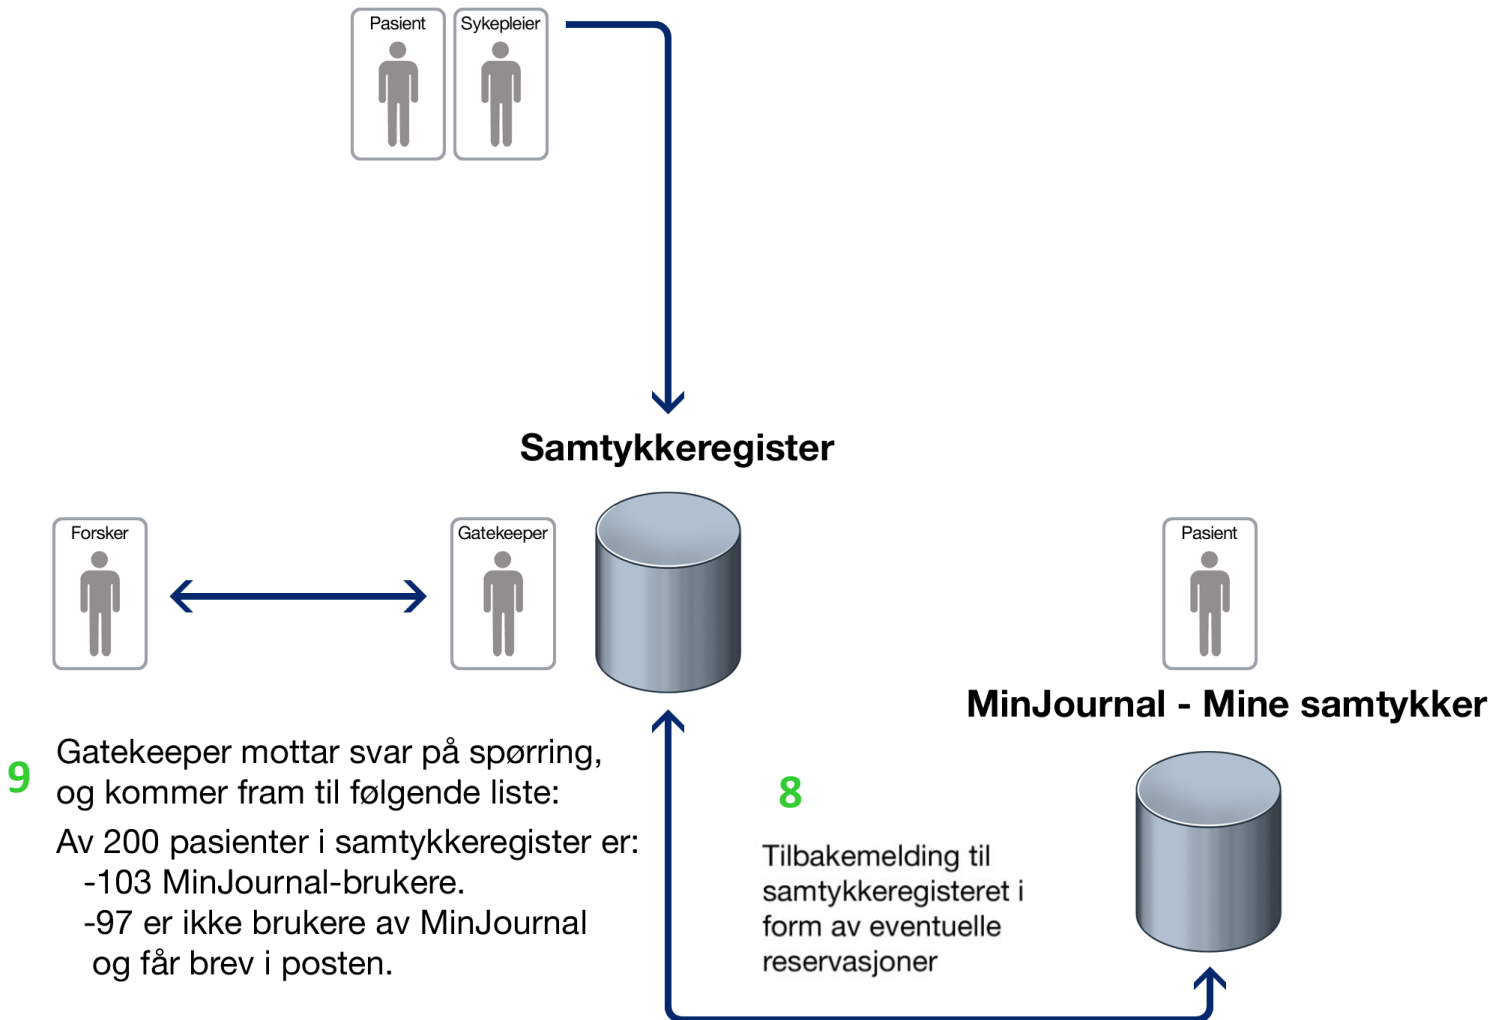 Pasient
Sykepleier
Samtykkeregister
Forsker
Gatekeeper
Pasient
MinJournal - Mine samtykker
9
Gatekeeper mottar svar på spørring,
og kommer fram til følgende liste:
Av 200 pasienter i samtykkeregister er:
-103 MinJournal-brukere.
-97 er ikke brukere av MinJournal
og får brev i posten.
8
Tilbakemelding til
samtykkeregisteret i
form av eventuelle
reservasjoner